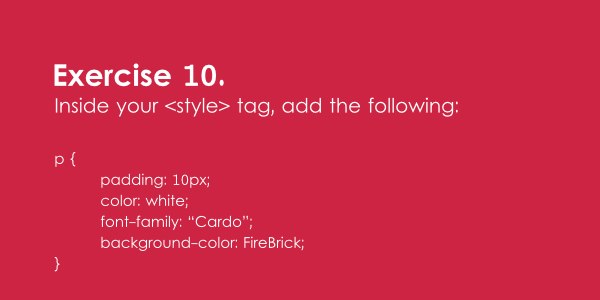 Exercise 10.
Inside your <style> tag, add the following:
p {
padding: 10px;
color: white;
font-family: “Cardo”;
background-color: FireBrick;
}